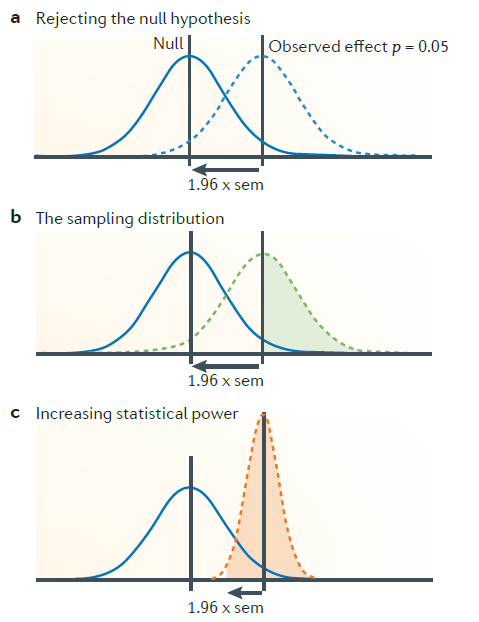 a Rejecting the null hypothesis
Null
Observed effect p = 0.05
1.96 x sem
b The sampling distribution
1.96 x sem
c Increasing statistical power
1.96 x sem